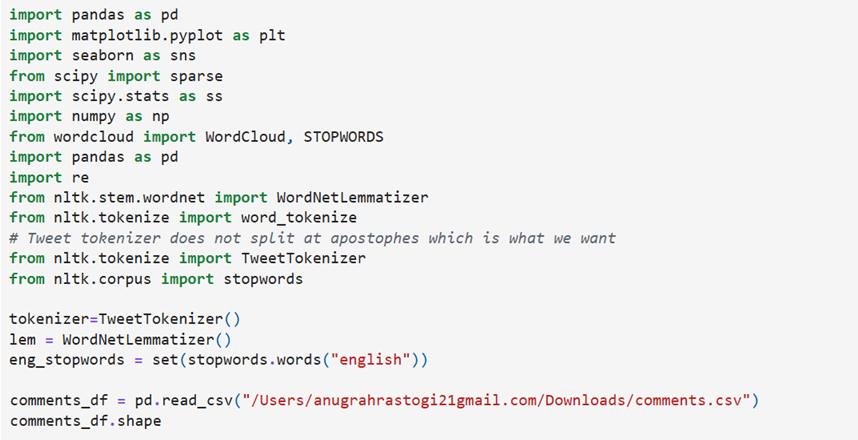 import pandas as pd
import matplotlib.pyplot as plt
import seaborn as sns
from scipy import sparse
import scipy.stats as ss
import numpy as np
from wordcloud import WordCloud, STOPWORDS
import pandas as pd
import re
from nltk.stem.wordnet import WordNetLemmatizer
from nltk.tokenize import word_tokenize
# Tweet tokenizer does not split at apostophes which is what we want
from nltk.tokenize import TweetTokenizer
from nltk.corpus import stopwords

tokenizer=TweetTokenizer()
lem = WordNetLemmatizer()
eng_stopwords = set(stopwords.words("english"))

comments_df = pd.read_csv("/Users/anugrahrastogi21gmail.com/Downloads/comments.csv")
comments_df.shape